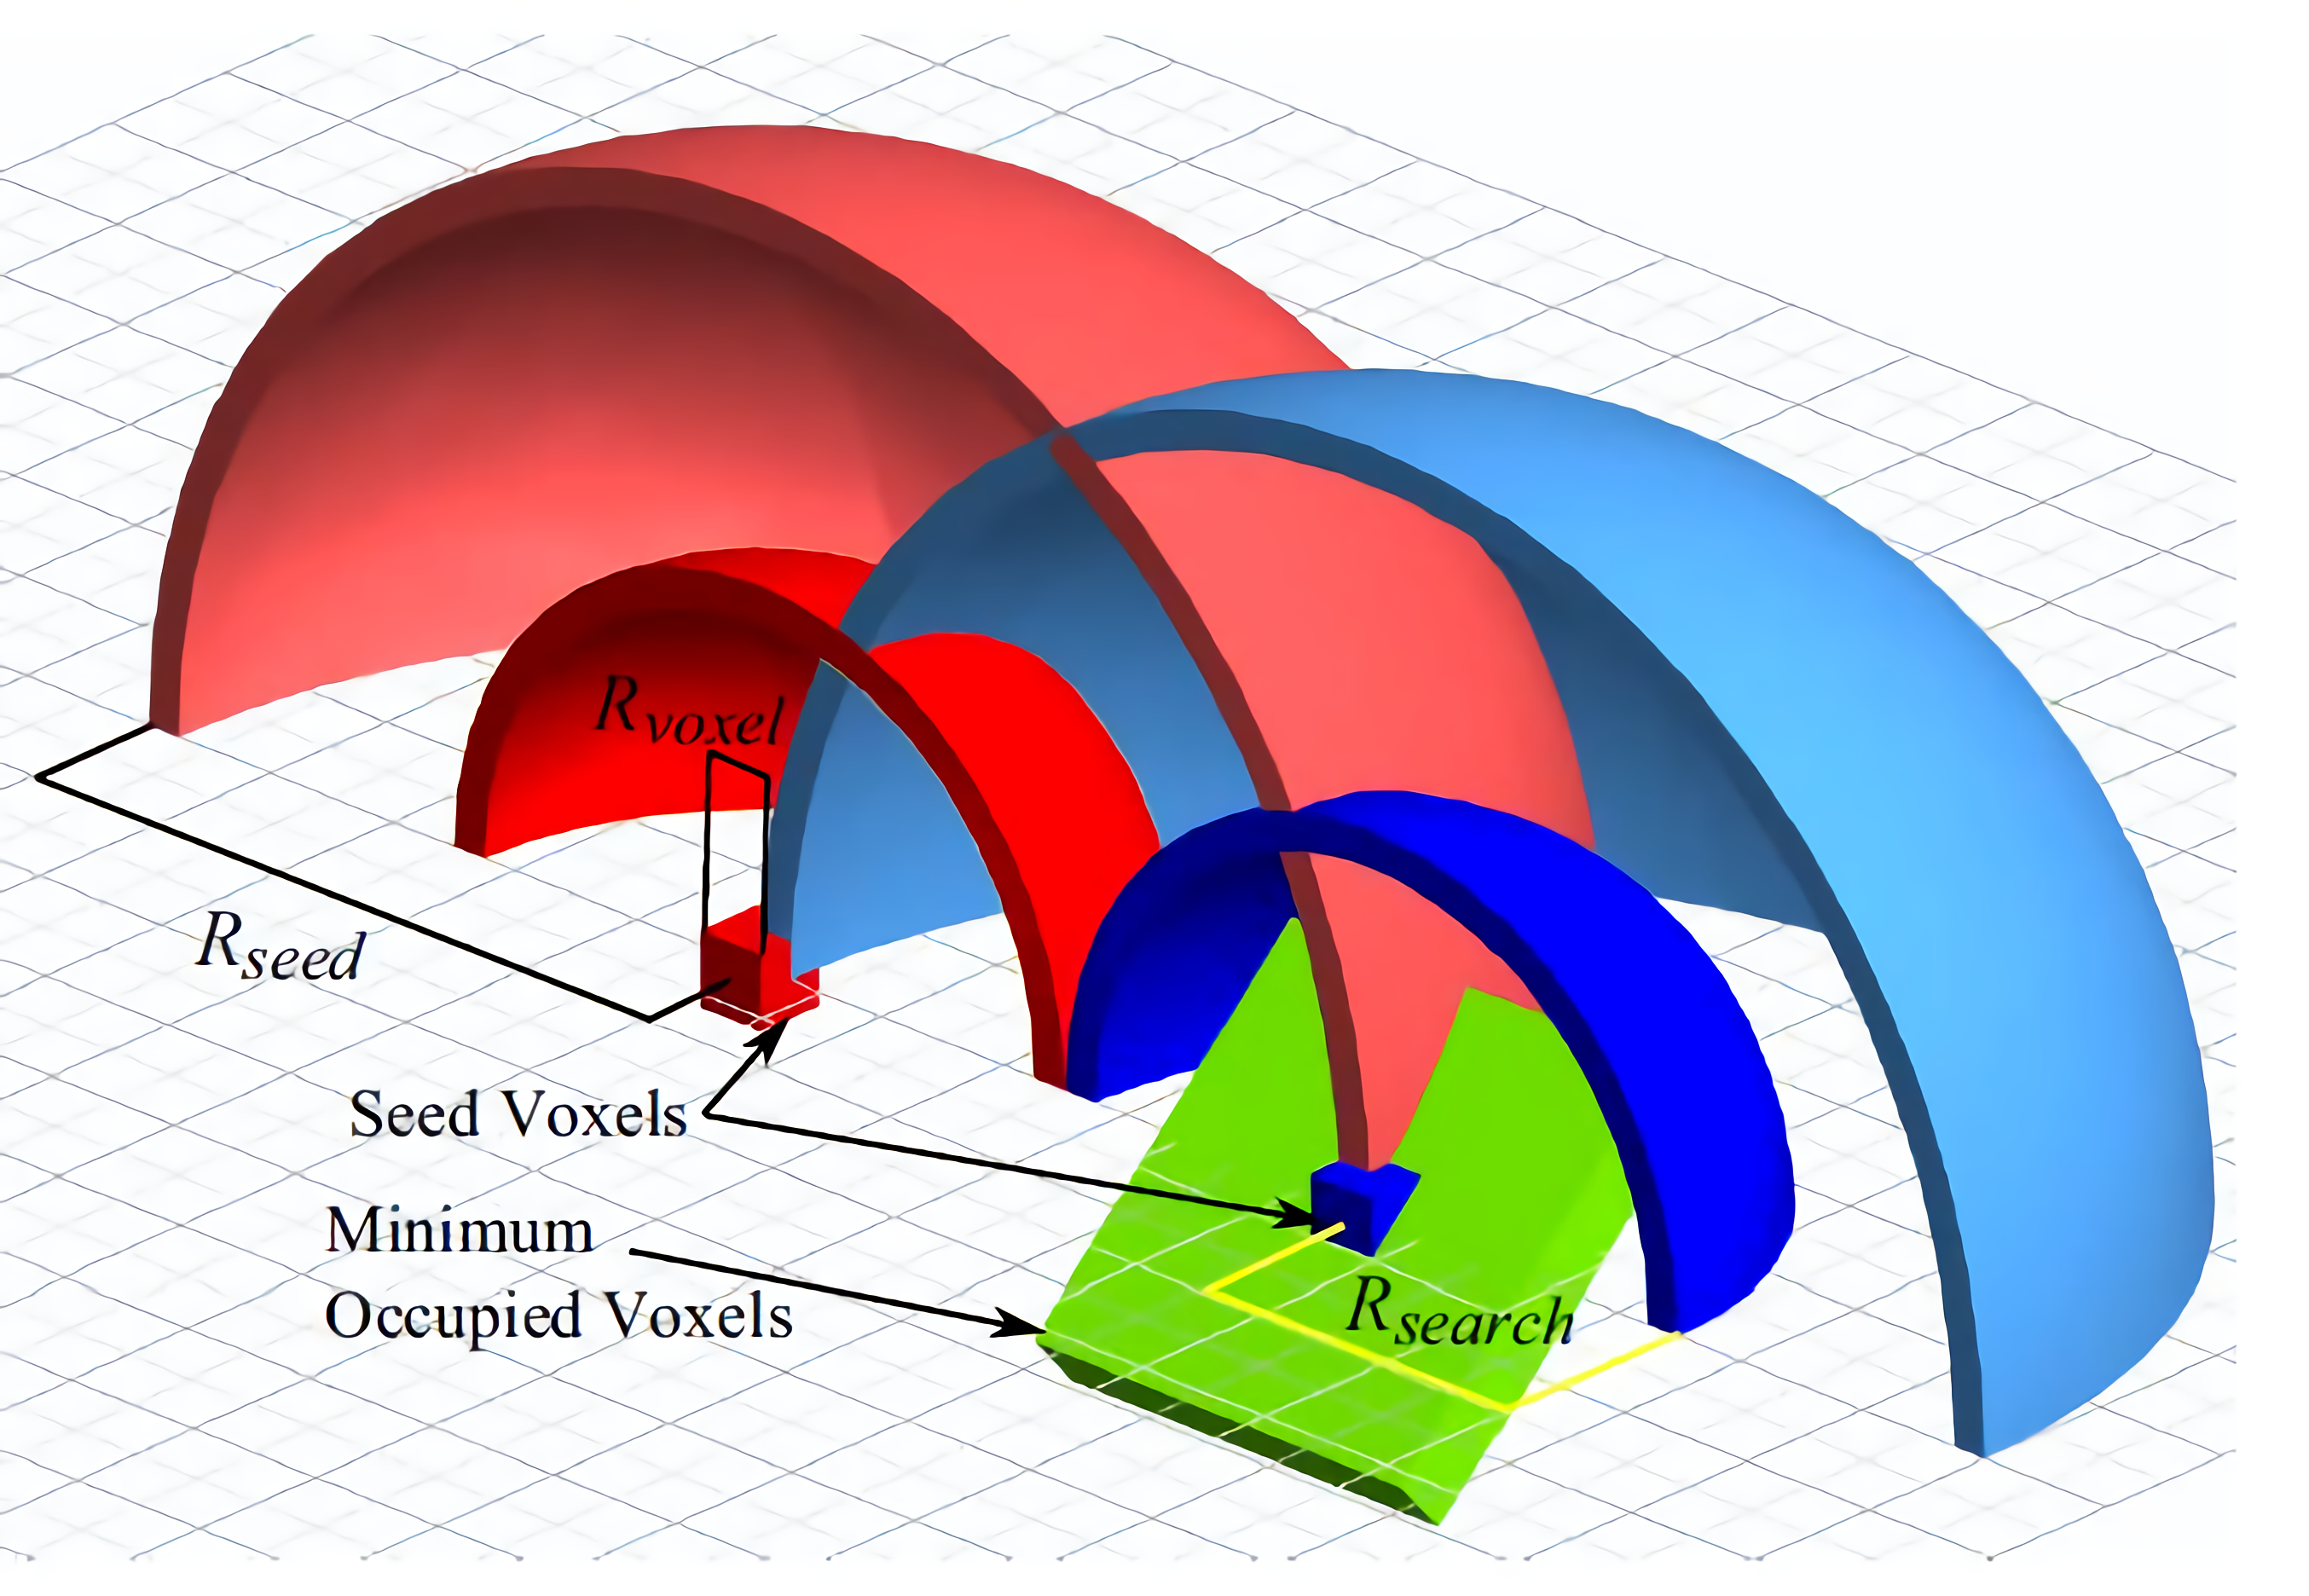 Rvoxel
Rseed
Seed Voxels
Minimum
Occupied Voxels
Rsearch